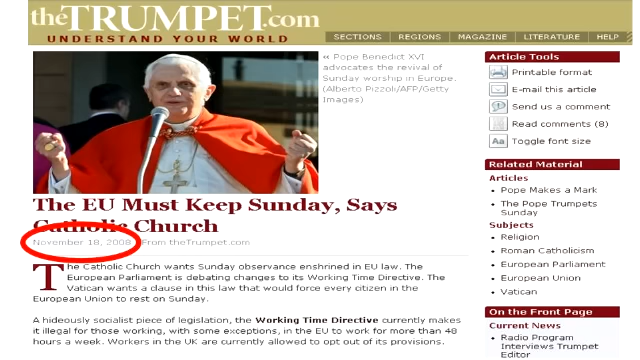 theTRUMPET.com
UNDERSTAND YOUR WORLD
SECTIONS REGIONS MAGAZINE LITERATURE HELP
« Pope Benedict XVI
advocates the revival of
Sunday worship in Europe.
(Alberto Pizzoli/AFP/Getty
Images)
The EU Must Keep Sunday, Says
Catholic Church
November 18, 2008 From theTrumpet.com
The Catholic Church wants Sunday observance enshrined in EU law. The
European Parliament is debating changes to its Working Time Directive. The
Vatican wants a clause in this law that would force every citizen in the
European Union to rest on Sunday.
A hideously socialist piece of legislation, the Working Time Directive currently makes
it illegal for those working, with some exceptions, in the EU to work for more than 48
hours a week. Workers in the UK are currently allowed to opt out of its provisions.
Article Tools
Printable format
E-mail this article
Send us a comment
Read comments (8)
Aa Toggle font size
Related Material
Articles
• Pope Makes a Mark
• The Pope Trumpets
Sunday
Subjects
• Religion
• Roman Catholicism
• European Parliament
• European Union
• Vatican
On the Front Page
Current News
• Radio Program
Interviews Trumpet
Editor